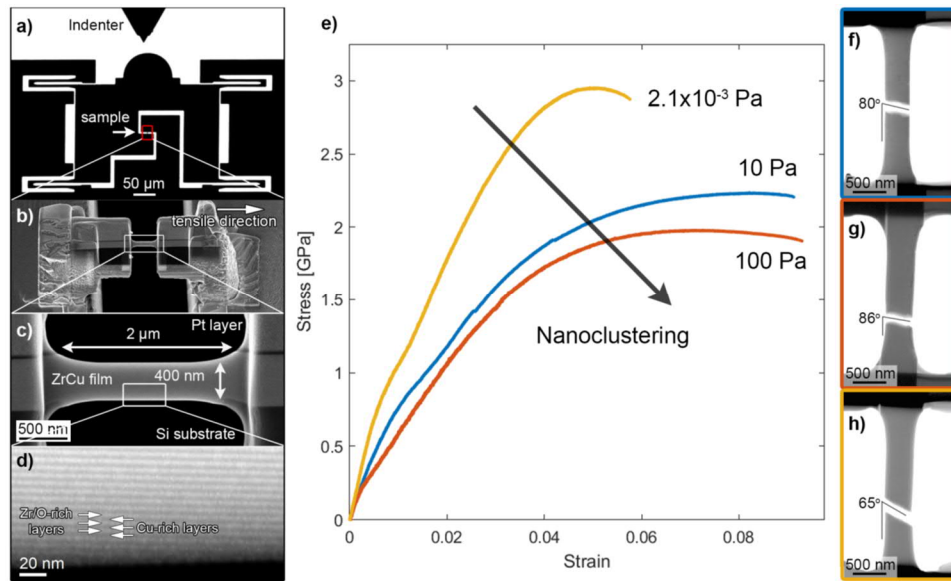 a)
Indenter
sample
50 µm
b)
tensile direction
c)
Pt layer
2 µm
ZrCu film
400 nm
500 nm
Si substrate
d)
Zr/O-rich
layers
Cu-rich layers
20 nm
e)
Stress [GPa]
3
2.5
2
1.5
1
0.5
0
0
0.02
0.04
0.06
0.08
Strain
2.1x10⁻³ Pa
10 Pa
100 Pa
Nanoclustering
f)
80°
500 nm
g)
86°
500 nm
h)
65°
500 nm